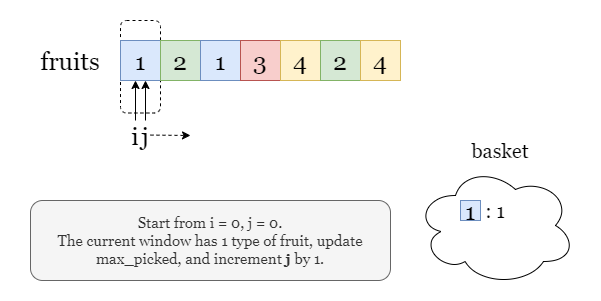 fruits 1 2 1 3 4 2 4
ij
basket
1 : 1
Start from i = 0, j = 0.
The current window has 1 type of fruit, update
max_picked, and increment j by 1.